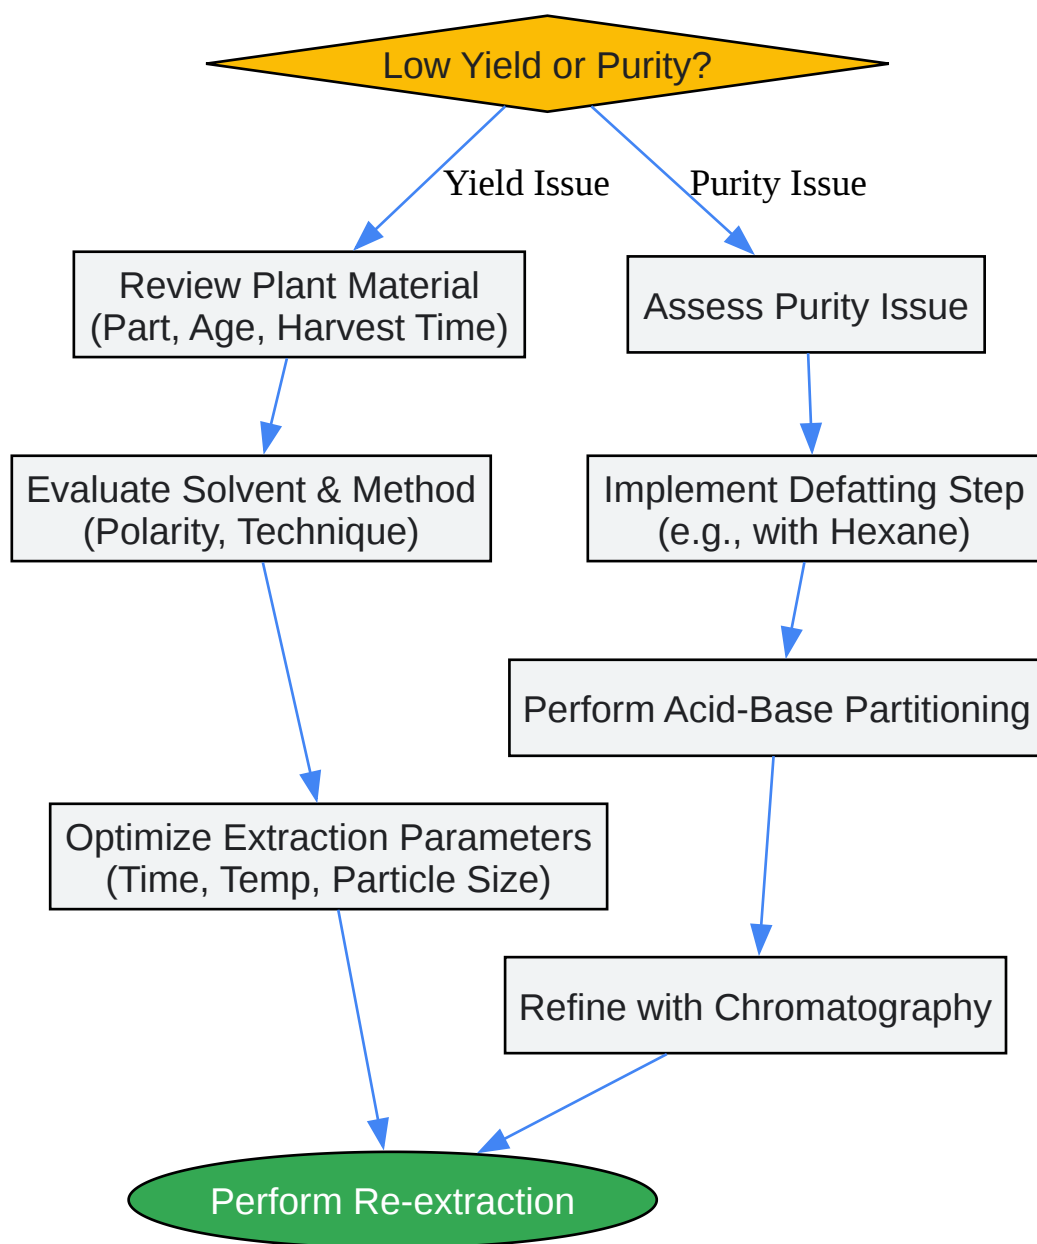 Low Yield or Purity?
Yield Issue
Purity Issue
Review Plant Material
(Part, Age, Harvest Time)
Assess Purity Issue
Evaluate Solvent & Method
(Polarity, Technique)
Implement Defatting Step
(e.g., with Hexane)
Perform Acid-Base Partitioning
Optimize Extraction Parameters
(Time, Temp, Particle Size)
Refine with Chromatography
Perform Re-extraction